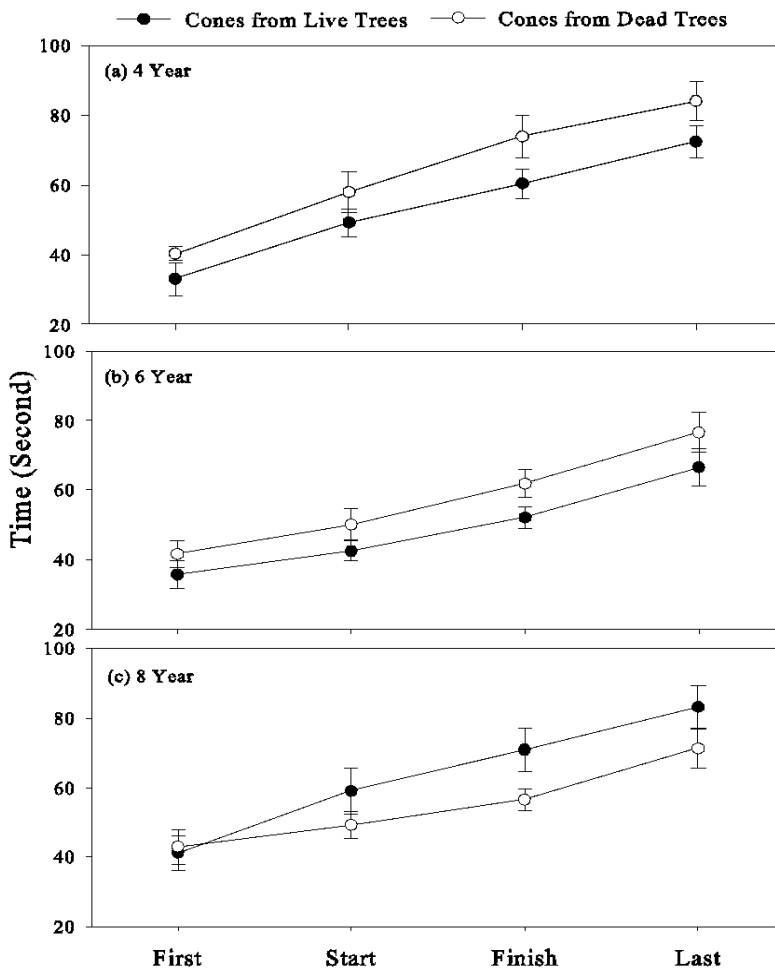 Cones from Live Trees Cones from Dead Trees
100
(a) 4 Year
80
60
40
20
100
(b) 6 Year
80
60
40
20
100
(c) 8 Year
80
60
40
20
Time (Second)
First Start Finish Last